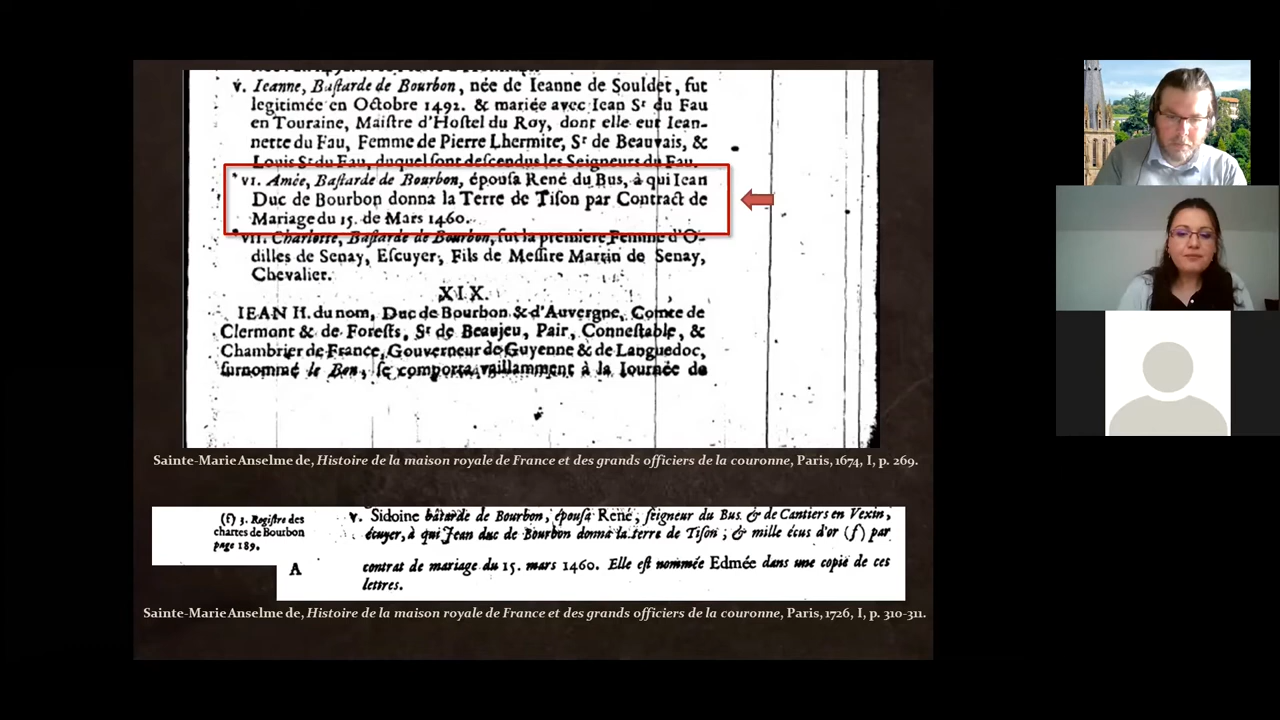 V. Ieanne, Bastarde de Bourbon, née de Ieanne de Souldet, fut
legitimée en Octobre 1492. & mariée avec Iean Sr du Fau
en Touraine, Maistre d'Hostel du Roy, dont elle eut Iean-
nette du Fau, Femme de Pierre Lhermite, Sr de Beauvais, &
Louis Sr du Fau, duquel sont descendus les Seigneurs du Fau.
*VI. Amée, Bastarde de Bourbon, épousa René du Bus, à qui Iean
Duc de Bourbon donna la Terre de Tison par Contract de
Mariage du 15. de Mars 1460.
*VII. Charlotte, Bastarde de Bourbon, fut la premiere Femme d'O-
dilles de Senay, Escuyer, Fils de Messire Martin de Senay,
Chevalier.
XIX.
IEAN II. du nom, Duc de Bourbon & d'Auvergne, Comte de
Clermont & de Forests, Sr de Beaujeu, Pair, Connestable, &
Chambrier de France, Gouverneur de Guyenne & de Languedoc,
surnommé le Bon, se comporta vaillamment à la Iournée de
Sainte-Marie Anselme de, Histoire de la maison royale de France et des grands officiers de la couronne, Paris, 1674, I, p. 269.
(f) 3. Registre des
chartes de Bourbon
page 189.
V. Sidoine bâtarde de Bourbon, épousa René, seigneur du Bus & de Cantiers en Vexin,
écuyer, à qui Jean duc de Bourbon donna la terre de Tison ; & mille écus d'or (f) par
A
contrat de mariage du 15. mars 1460. Elle est nommée Edmée dans une copie de ces
lettres.
Sainte-Marie Anselme de, Histoire de la maison royale de France et des grands officiers de la couronne, Paris, 1726, I, p. 310-311.